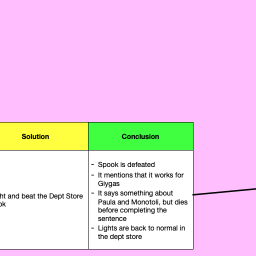 Solution
Conclusion
ht and beat the Dept Store
ok
- Spook is defeated
- It mentions that it works for
Giygas
- It says something about
Paula and Monotoli, but dies
before completing the
sentence
- Lights are back to normal in
the dept store